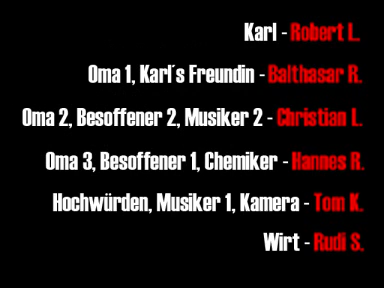 Karl - Robert L.
Oma 1, Karl´s Freundin - Balthasar R.
Oma 2, Besoffener 2, Musiker 2 - Christian L.
Oma 3, Besoffener 1, Chemiker - Hannes R.
Hochwürden, Musiker 1, Kamera - Tom K.
Wirt - Rudi S.